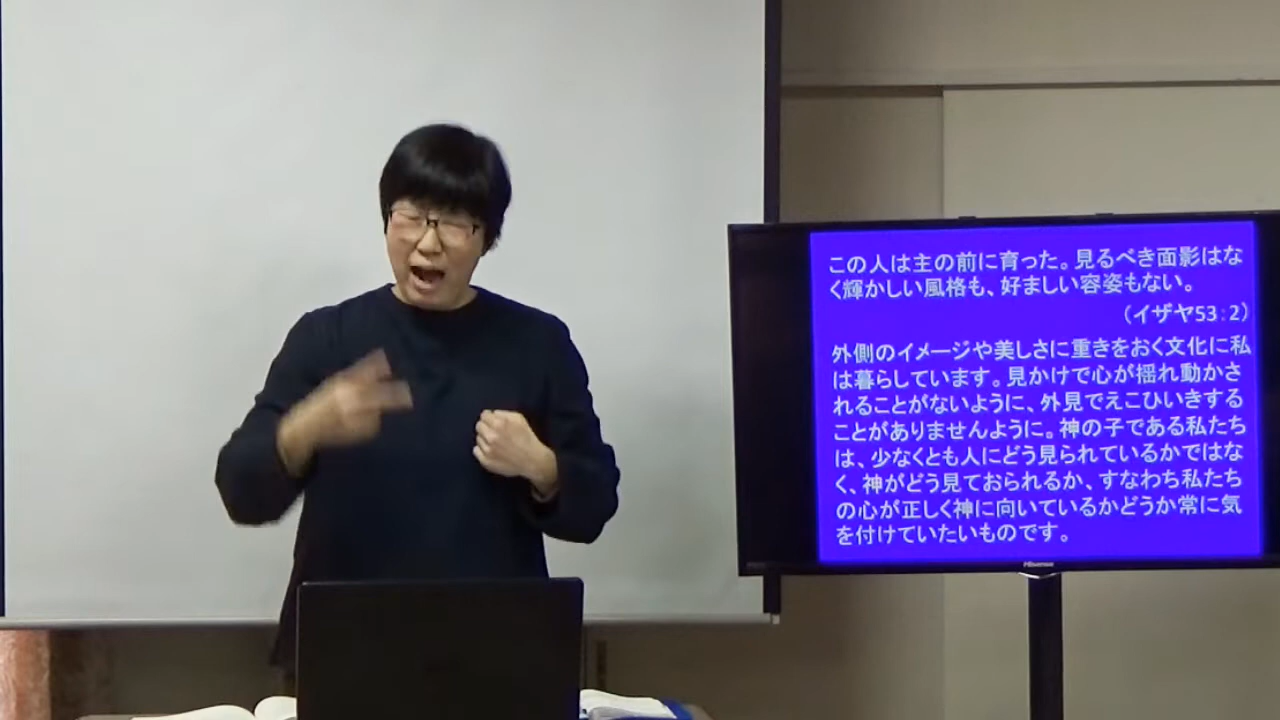 この人は主の前に育った。見るべき面影はな
く輝かしい風格も、好ましい容姿もない。
（イザヤ53：2）
外側のイメージや美しさに重きをおく文化に私
は暮らしています。見かけで心が揺れ動かさ
れることがないように、外見でえこひいきする
ことがありませんように。神の子である私たち
は、少なくとも人にどう見られているかではな
く、神がどう見ておられるか、すなわち私たち
の心が正しく神に向いているかどうか常に気
を付けていたいものです。
Hisense